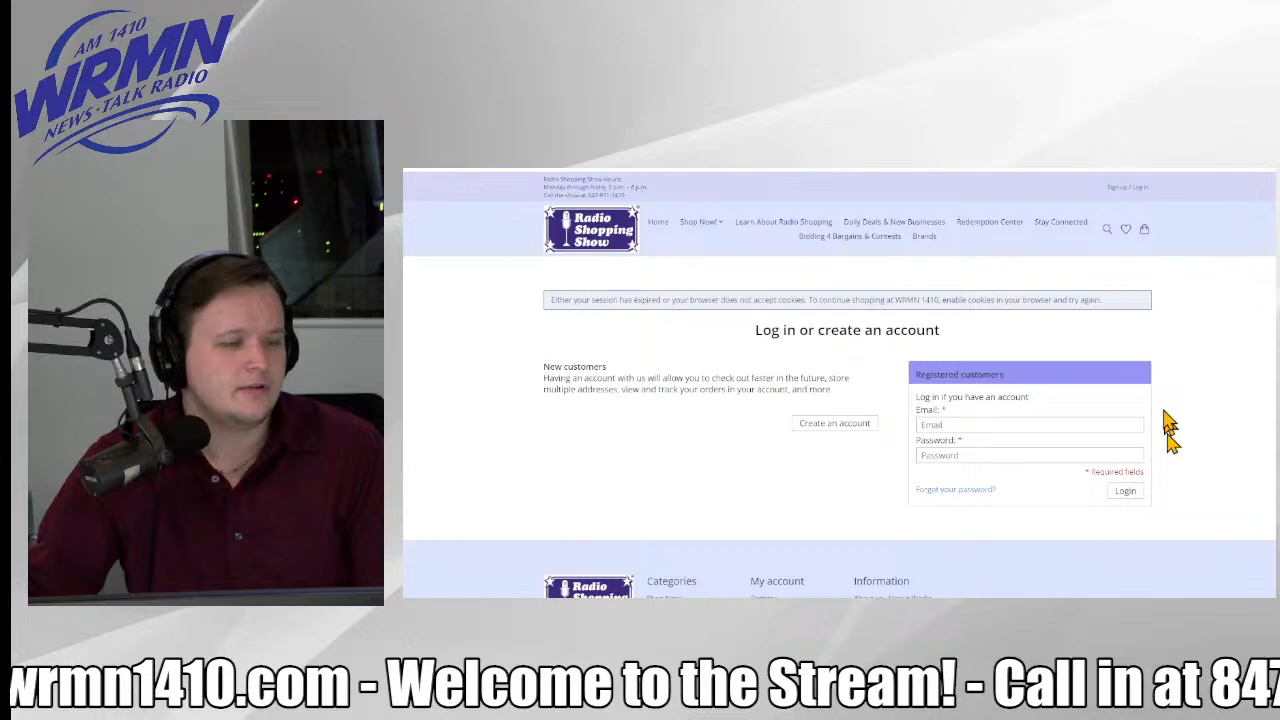 AM 1410
WRMN
NEWS·TALK RADIO
Radio Shopping Show Hours:
Monday through Friday 3 p.m. - 6 p.m.
Call the show at 847-931-1410
Sign up / Log in
Radio
Shopping
Show
Home
Shop Now!
Learn About Radio Shopping
Daily Deals & New Businesses
Redemption Center
Stay Connected
Bidding 4 Bargains & Contests
Brands
Either your session has expired or your browser does not accept cookies. To continue shopping at WRMN 1410, enable cookies in your browser and try again.
Log in or create an account
New customers
Having an account with us will allow you to check out faster in the future, store
multiple addresses, view and track your orders in your account, and more.
Create an account
Registered customers
Log in if you have an account
Email: *
Email
Password: *
Password
* Required fields
Forgot your password?
Login
Radio
Categories
My account
Information
wrmn1410.com - Welcome to the Stream! - Call in at 847